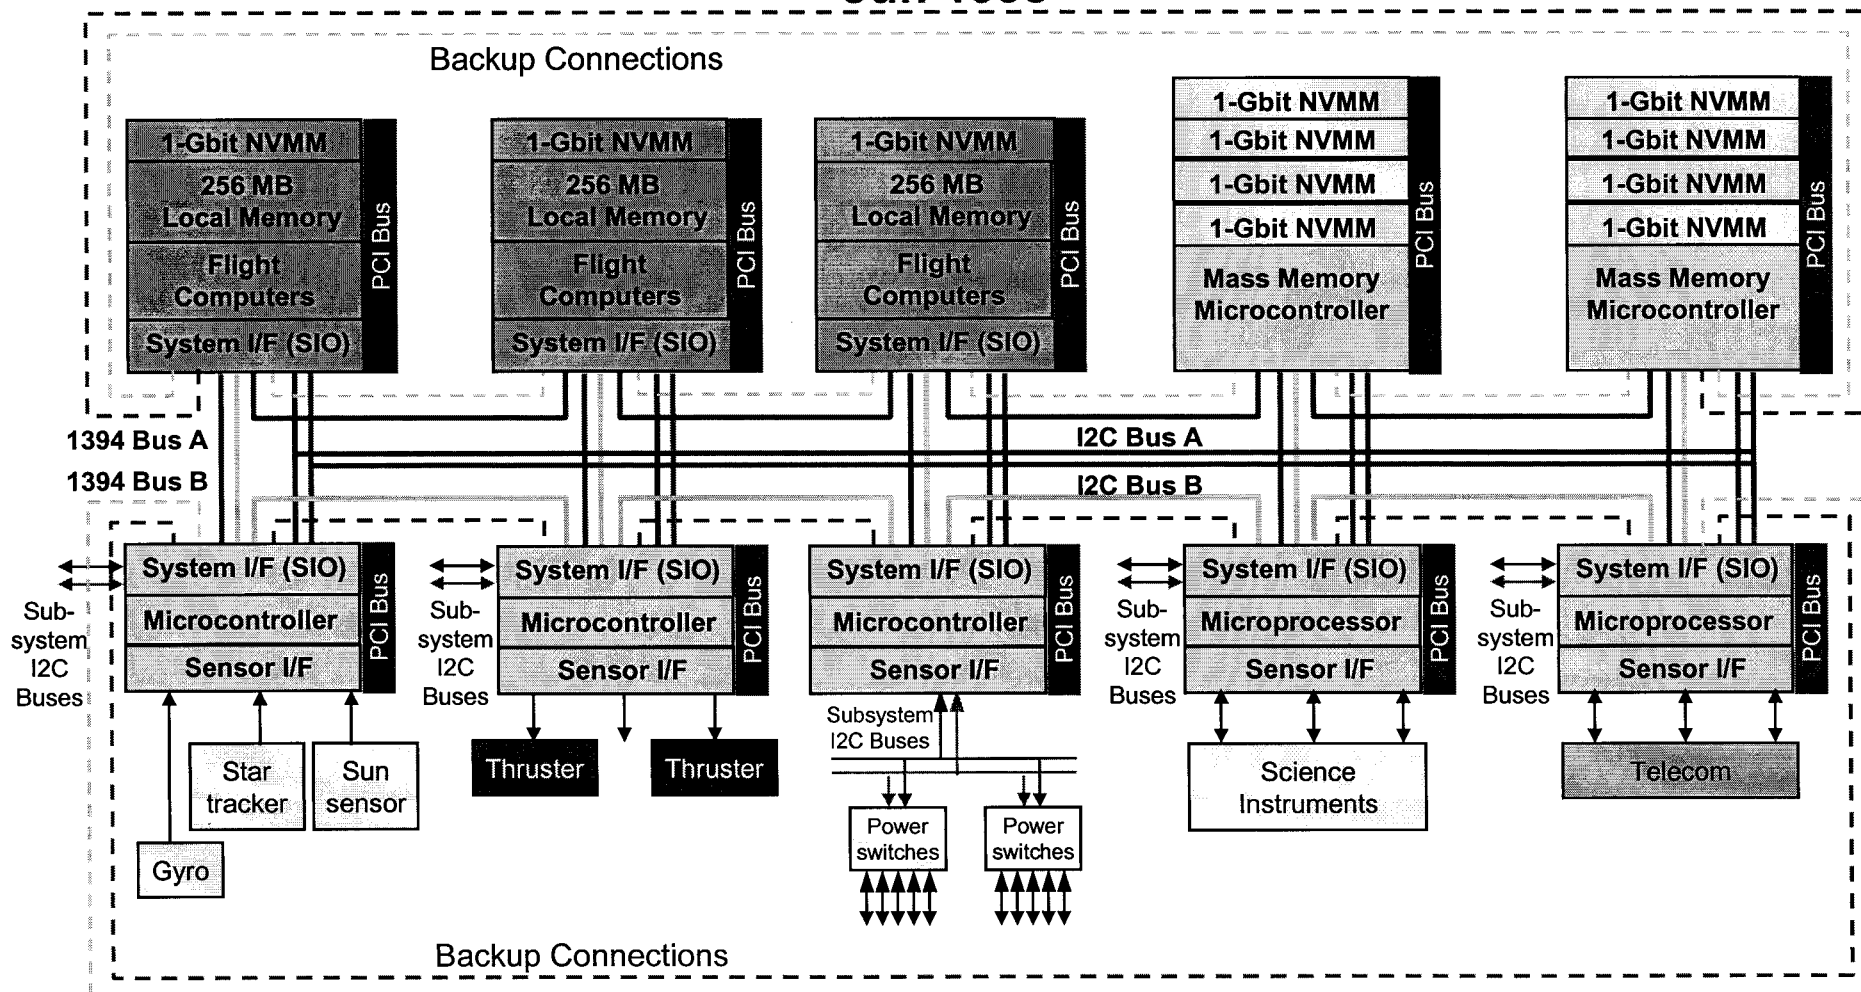 Backup Connections
1-Gbit NVMM
256 MB
Local Memory
Flight
Computers
System I/F (SIO)
PCI Bus
1-Gbit NVMM
256 MB
Local Memory
Flight
Computers
System I/F (SIO)
PCI Bus
1-Gbit NVMM
256 MB
Local Memory
Flight
Computers
System I/F (SIO)
PCI Bus
1-Gbit NVMM
1-Gbit NVMM
1-Gbit NVMM
1-Gbit NVMM
Mass Memory
Microcontroller
PCI Bus
1-Gbit NVMM
1-Gbit NVMM
1-Gbit NVMM
1-Gbit NVMM
Mass Memory
Microcontroller
PCI Bus
1394 Bus A
I2C Bus A
1394 Bus B
I2C Bus B
Sub-
system
I2C
Buses
System I/F (SIO)
Microcontroller
Sensor I/F
PCI Bus
Sub-
system
I2C
Buses
System I/F (SIO)
Microcontroller
Sensor I/F
PCI Bus
System I/F (SIO)
Microcontroller
Sensor I/F
PCI Bus
Sub-
system
I2C
Buses
System I/F (SIO)
Microprocessor
Sensor I/F
PCI Bus
Sub-
system
I2C
Buses
System I/F (SIO)
Microprocessor
Sensor I/F
PCI Bus
Star
tracker
Sun
sensor
Gyro
Thruster
Thruster
Subsystem
I2C Buses
Power
switches
Power
switches
Science
Instruments
Telecom
Backup Connections